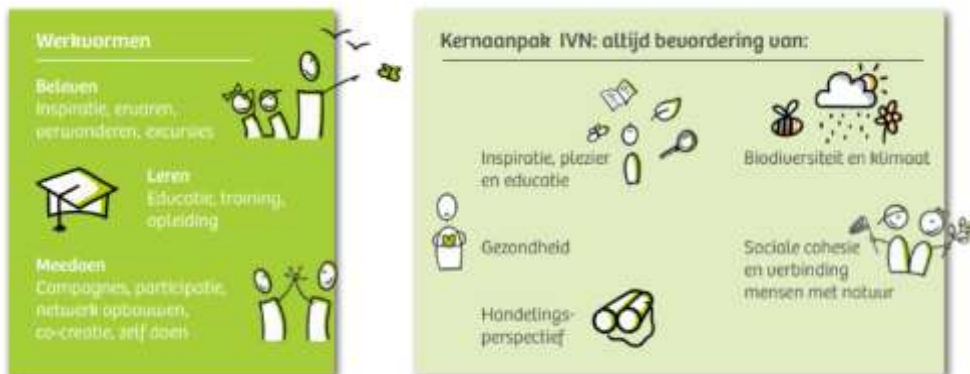 Werkvormen
Beleven
Inspiratie, ervaren,
verwonderen, excursies
Leren
Educatie, training,
opleiding
Meedoen
Campagnes, participatie,
netwerk opbouwen,
co-creatie, zelf doen
Kernaanpak IVN: altijd bevordering van:
Inspiratie, plezier
en educatie
Biodiversiteit en klimaat
Gezondheid
Sociale cohesie
en verbinding
mensen met natuur
Handelings-
perspectief